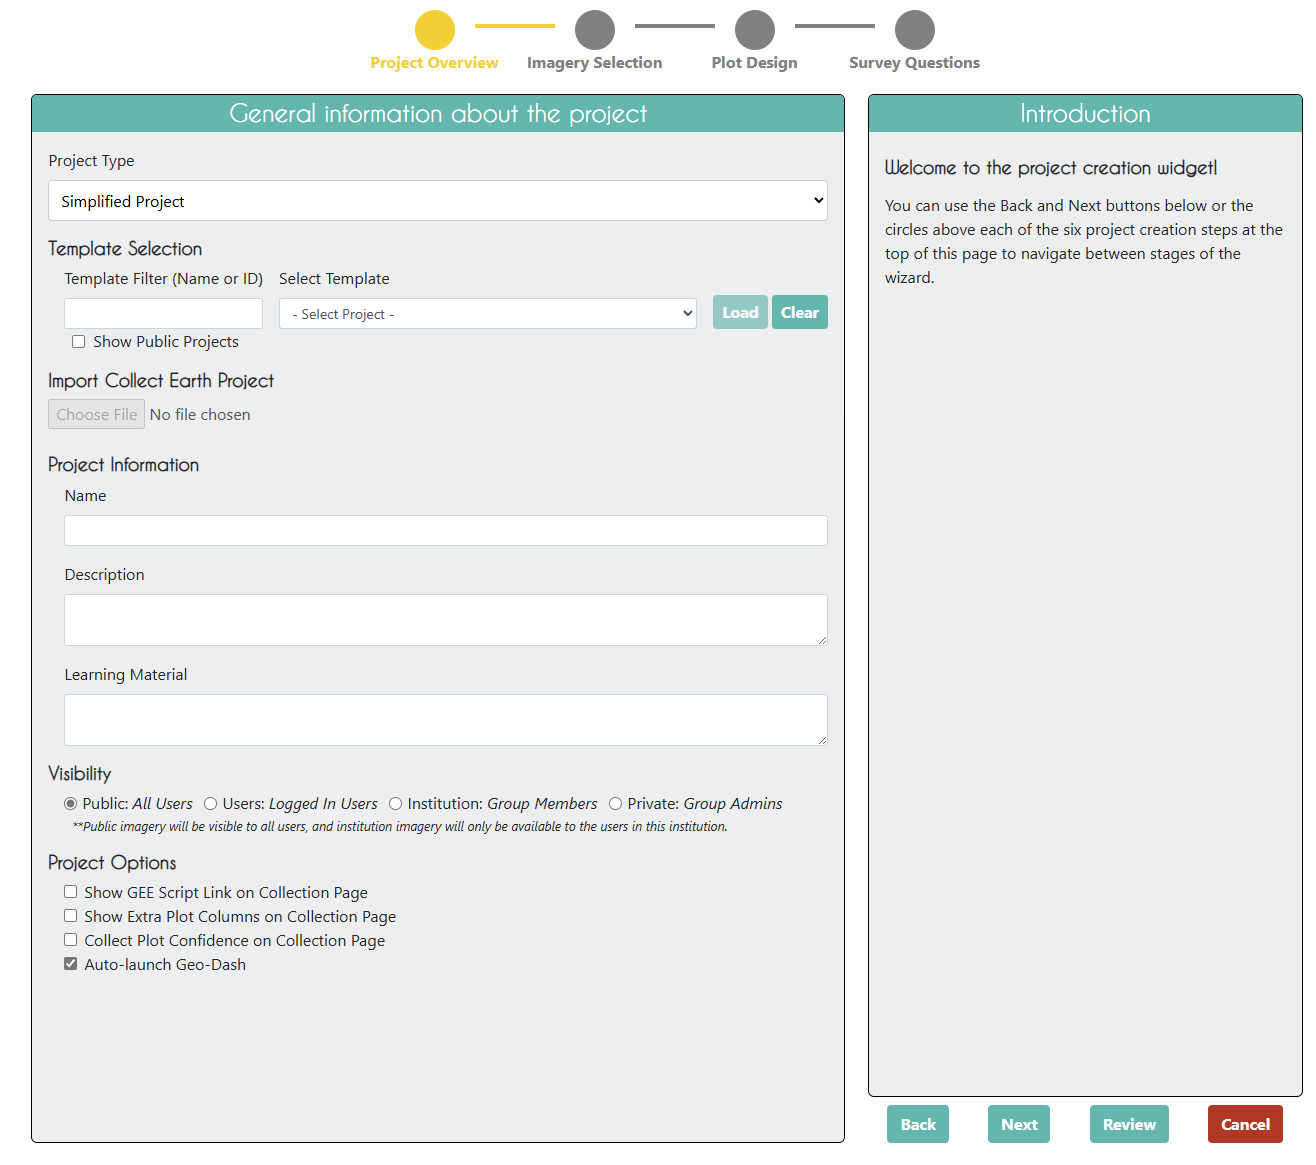 Project Overview Imagery Selection Plot Design Survey Questions
General information about the project
Project Type
Simplified Project
Template Selection
Template Filter (Name or ID) Select Template
- Select Project - Load Clear
Show Public Projects
Import Collect Earth Project
Choose File No file chosen
Project Information
Name
Description
Learning Material
Visibility
Public: All Users Users: Logged In Users Institution: Group Members Private: Group Admins
**Public imagery will be visible to all users, and institution imagery will only be available to the users in this institution.
Project Options
Show GEE Script Link on Collection Page
Show Extra Plot Columns on Collection Page
Collect Plot Confidence on Collection Page
Auto-launch Geo-Dash
Introduction
Welcome to the project creation widget!
You can use the Back and Next buttons below or the
circles above each of the six project creation steps at the
top of this page to navigate between stages of the
wizard.
Back Next Review Cancel